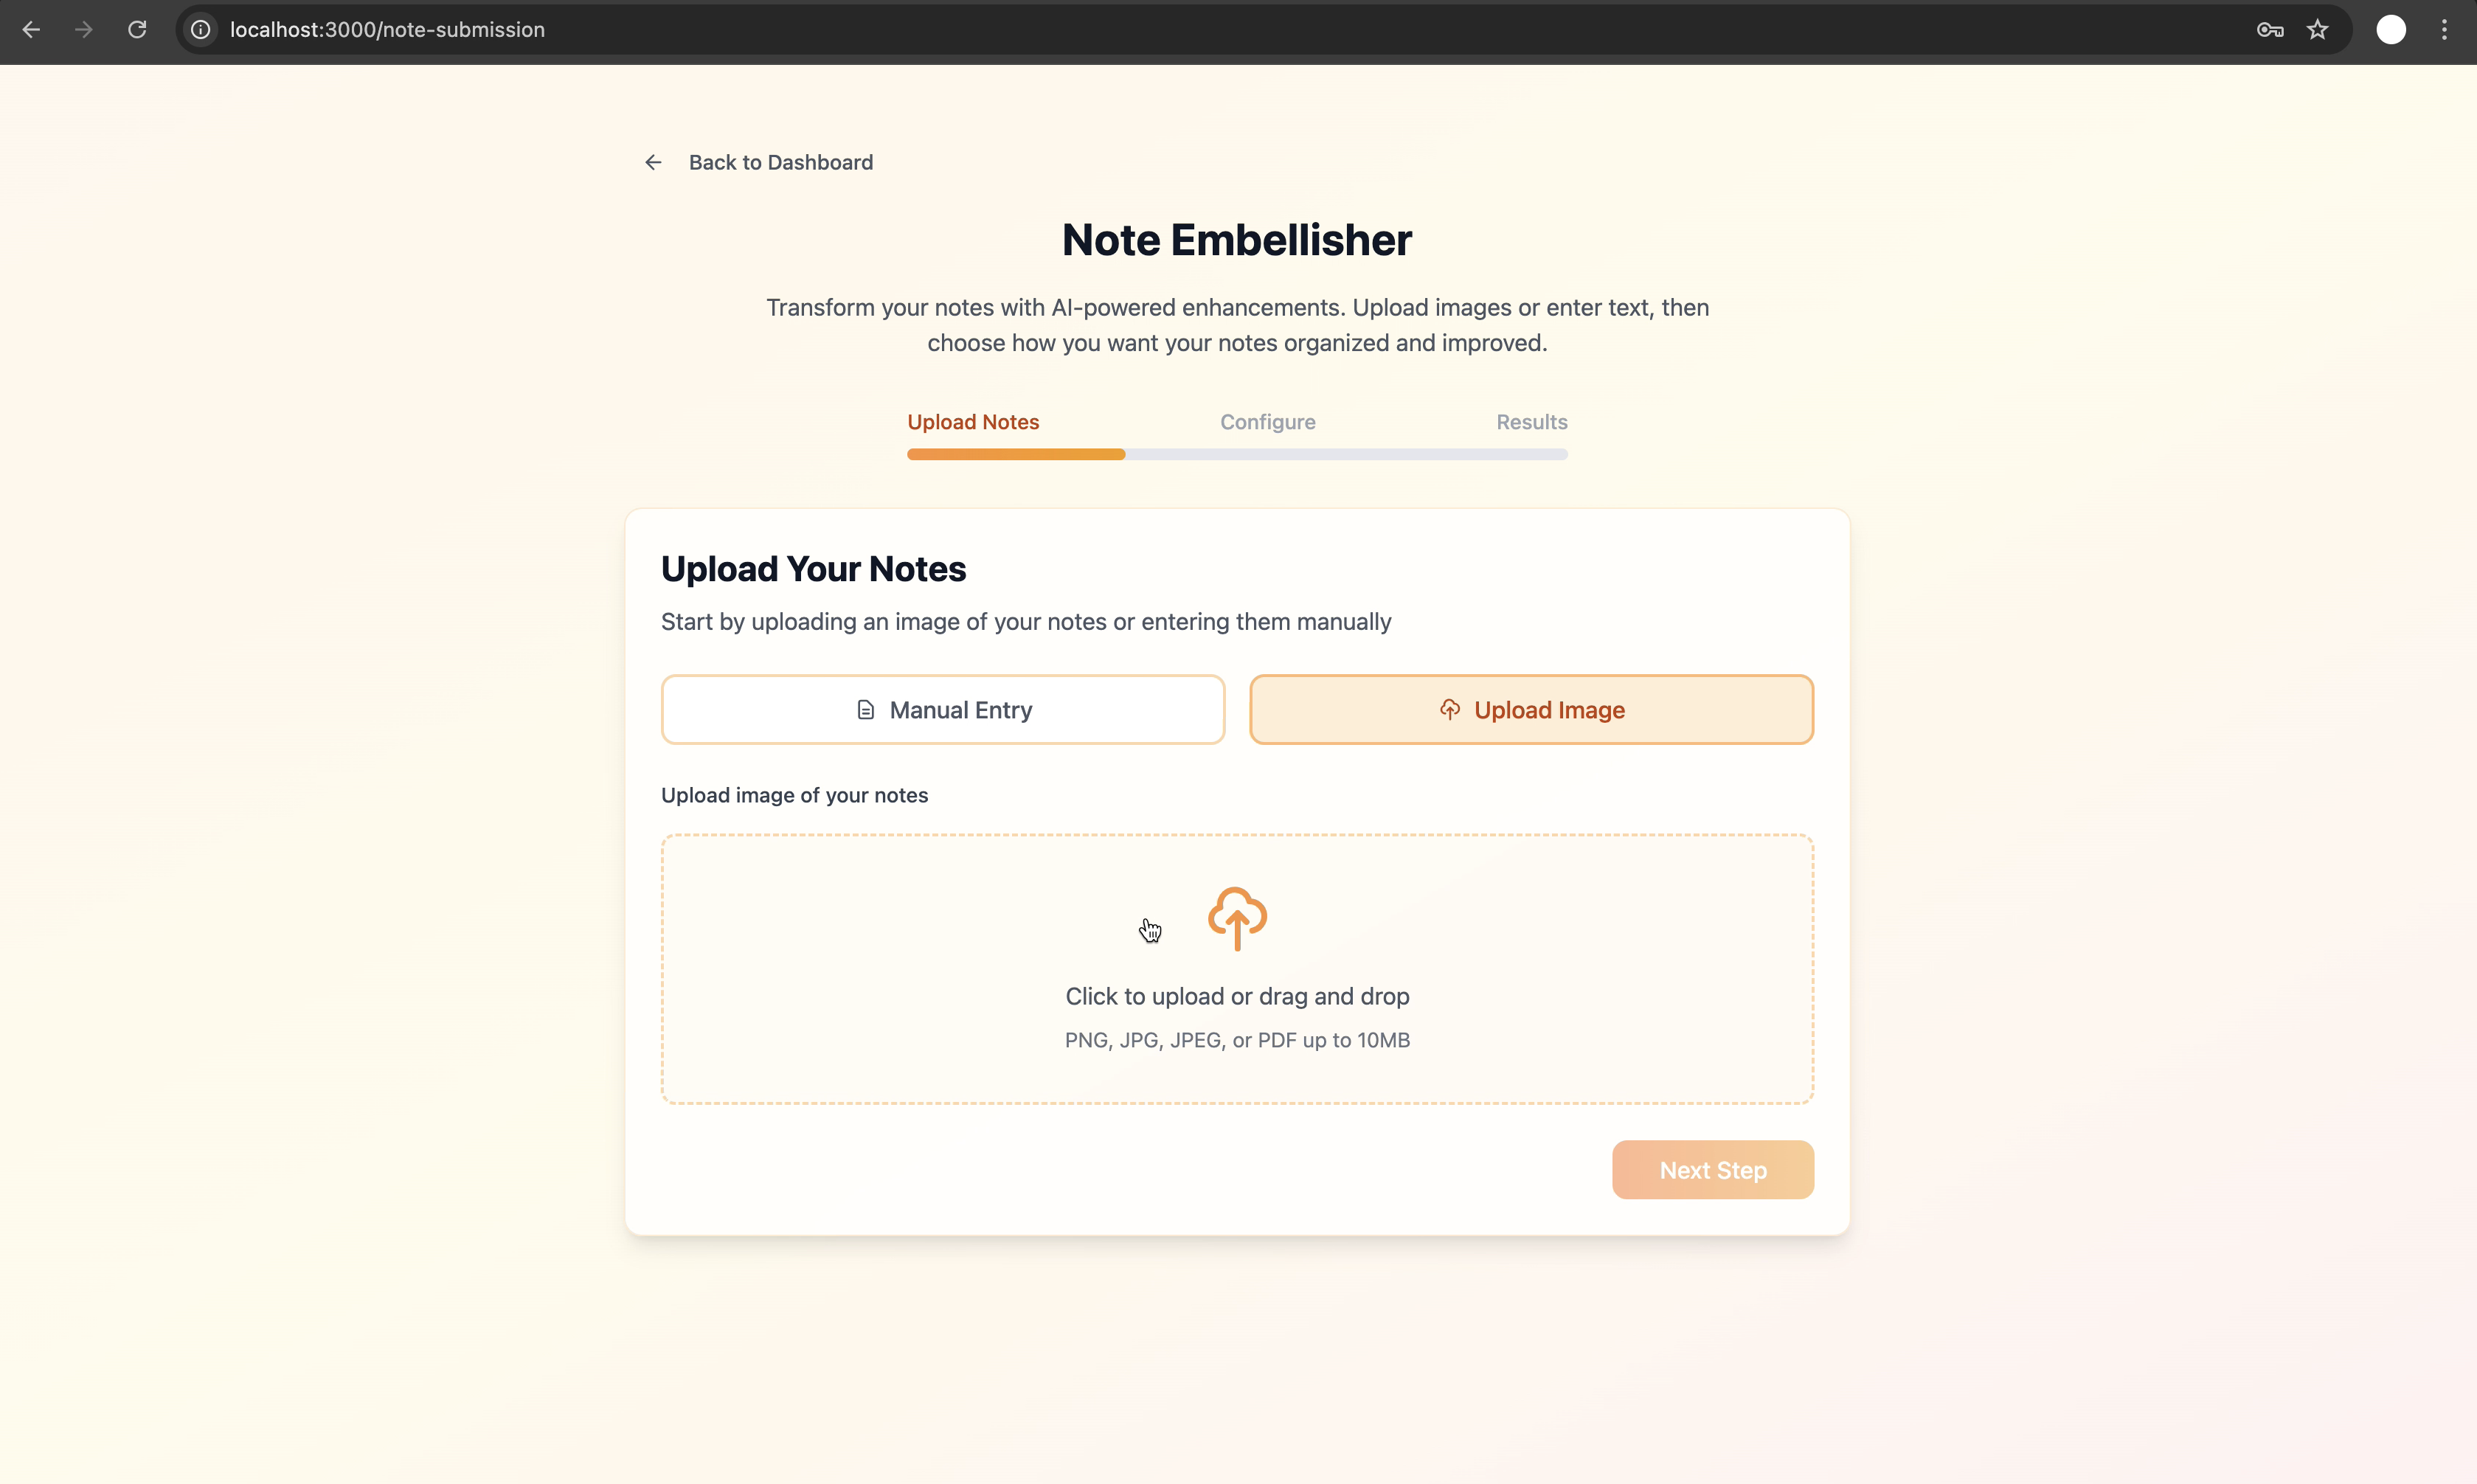 localhost:3000/note-submission
Back to Dashboard
Note Embellisher
Transform your notes with AI-powered enhancements. Upload images or enter text, then
choose how you want your notes organized and improved.
Upload Notes
Configure
Results
Upload Your Notes
Start by uploading an image of your notes or entering them manually
Manual Entry
Upload Image
Upload image of your notes
Click to upload or drag and drop
PNG, JPG, JPEG, or PDF up to 10MB
Next Step